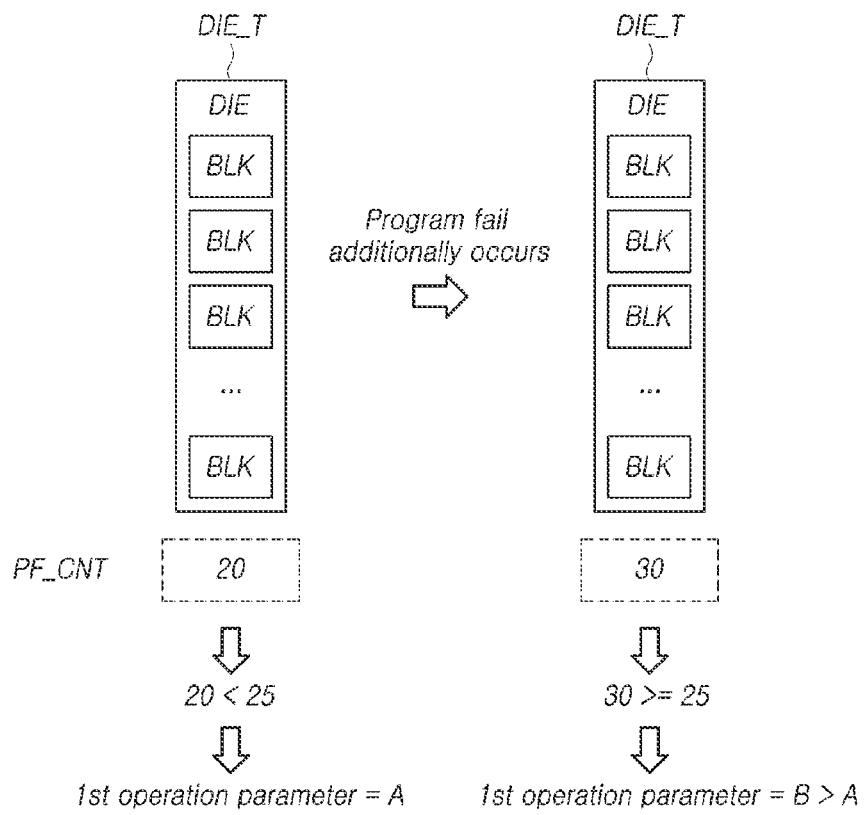 DIE_T
DIE
BLK
BLK
BLK
...
BLK
Program fail
additionally occurs
DIE_T
DIE
BLK
BLK
BLK
...
BLK
PF_CNT
20
30
20 < 25
30 >= 25
1st operation parameter = A
1st operation parameter = B > A